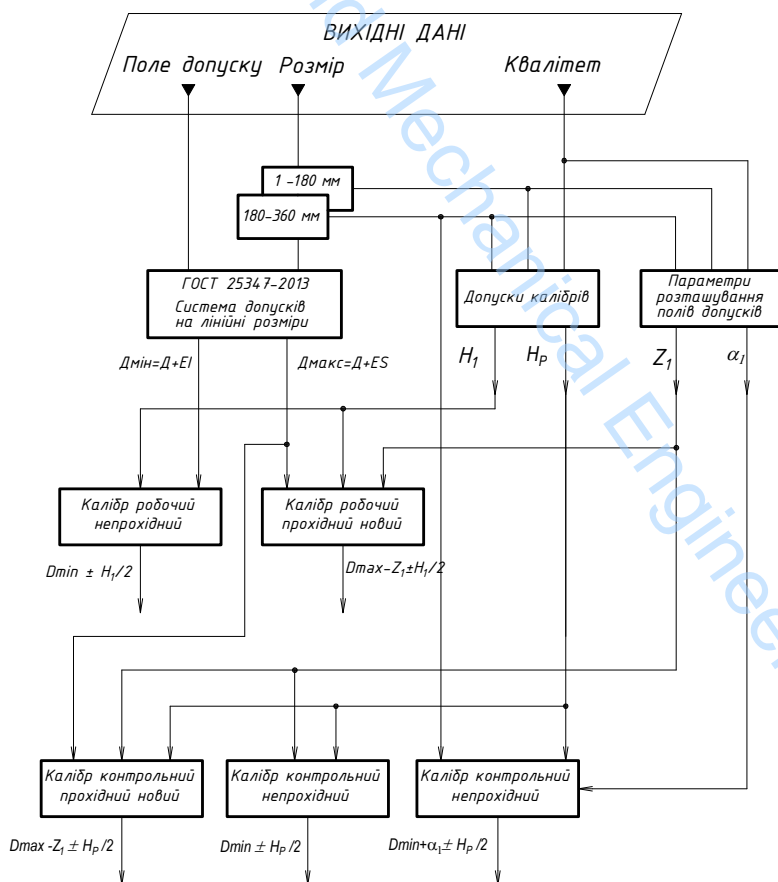 ВИХІДНІ ДАНІ
Поле допуску Розмір Квалітет
1 -180 мм
180-360 мм
ГОСТ 25347-2013
Система допусків
на лінійні розміри
Допуски калібрів
Параметри
розташування
полів допусків
Дмін=Д+EI
Дмакс=Д+ES
H₁
Hₚ
Z₁
α₁
Калібр робочий
непрохідний
Калібр робочий
прохідний новий
Dmin ± H₁/2
Dmax-Z₁±H₁/2
Калібр контрольний
прохідний новий
Калібр контрольний
непрохідний
Калібр контрольний
непрохідний
Dmax -Z₁ ± Hₚ/2
Dmin ± Hₚ/2
Dmin+α₁± Hₚ/2
d Mechanical Engineer